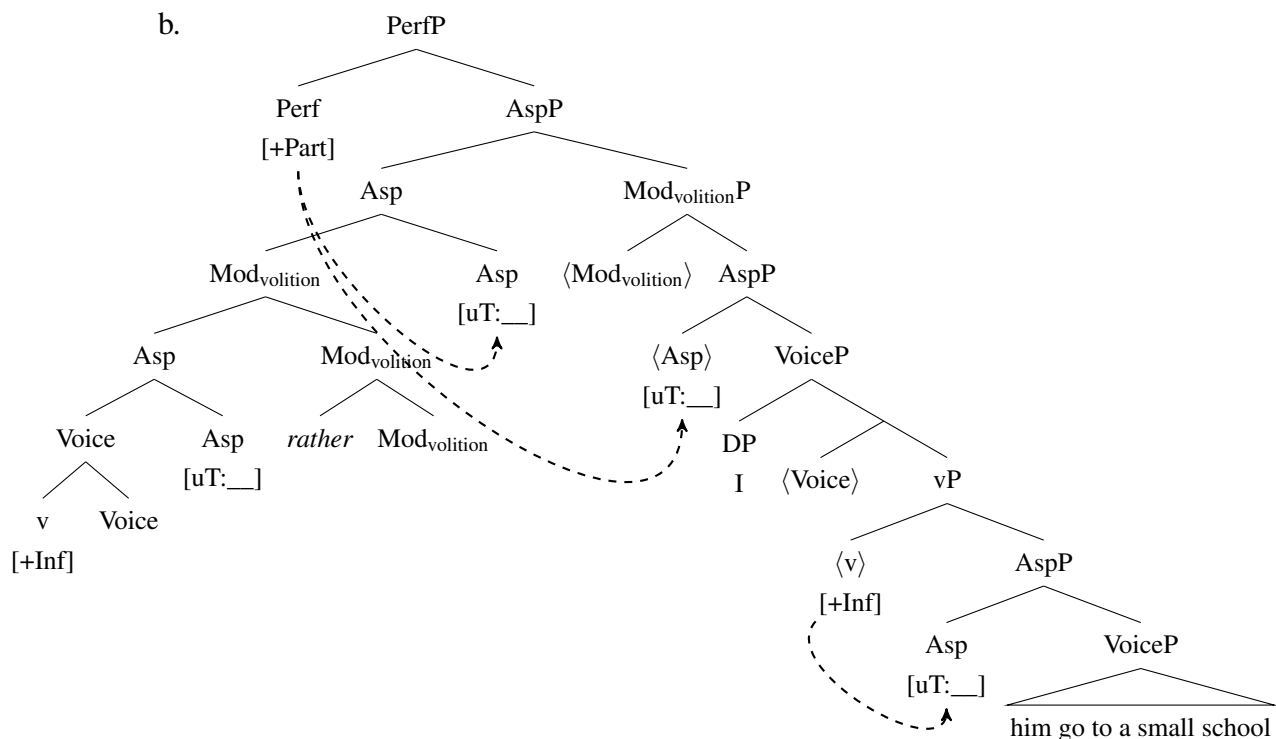 b.
PerfP
Perf AspP
[+Part]
Asp Mod_volitionP
Mod_volition Asp ⟨Mod_volition⟩ AspP
[uT:__]
Asp Mod_volition ⟨Asp⟩ VoiceP
[uT:__]
Voice Asp rather Mod_volition DP
[uT:__] I ⟨Voice⟩ vP
v Voice
[+Inf] ⟨v⟩ AspP
[+Inf]
Asp VoiceP
[uT:__]
him go to a small school